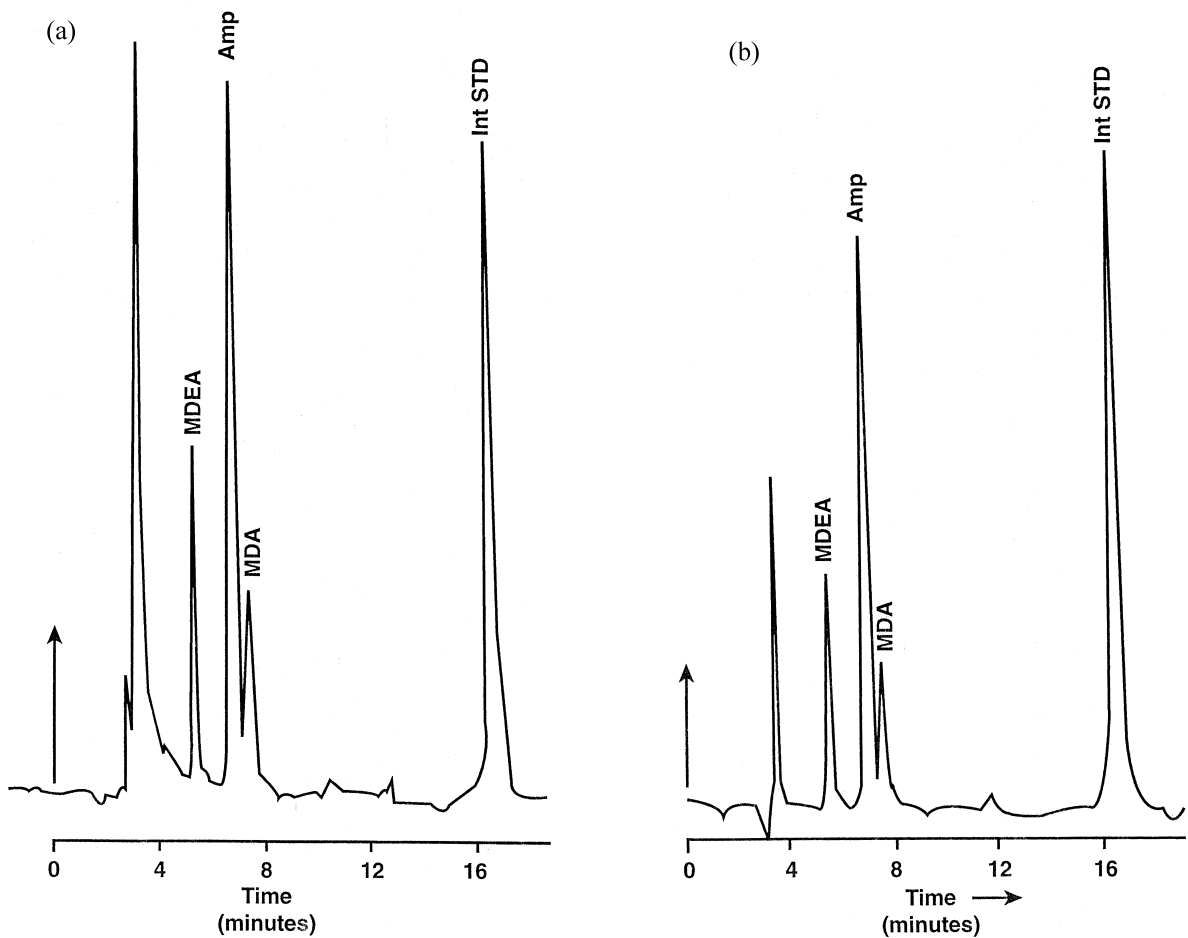 (a)
Amp
Int STD
MDEA
MDA
0 4 8 12 16
Time
(minutes)
(b)
Int STD
Amp
MDEA
MDA
0 4 8 12 16
Time
(minutes)